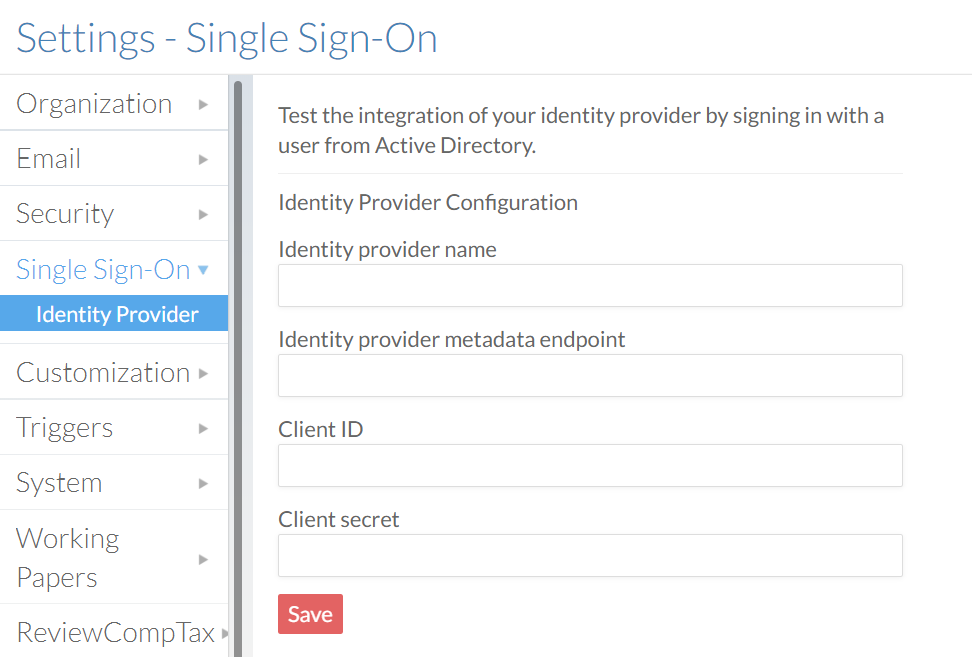 Settings - Single Sign-On
Organization
Email
Security
Single Sign-On
Identity Provider
Customization
Triggers
System
Working
Papers
ReviewCompTax
Test the integration of your identity provider by signing in with a
user from Active Directory.
Identity Provider Configuration
Identity provider name
Identity provider metadata endpoint
Client ID
Client secret
Save